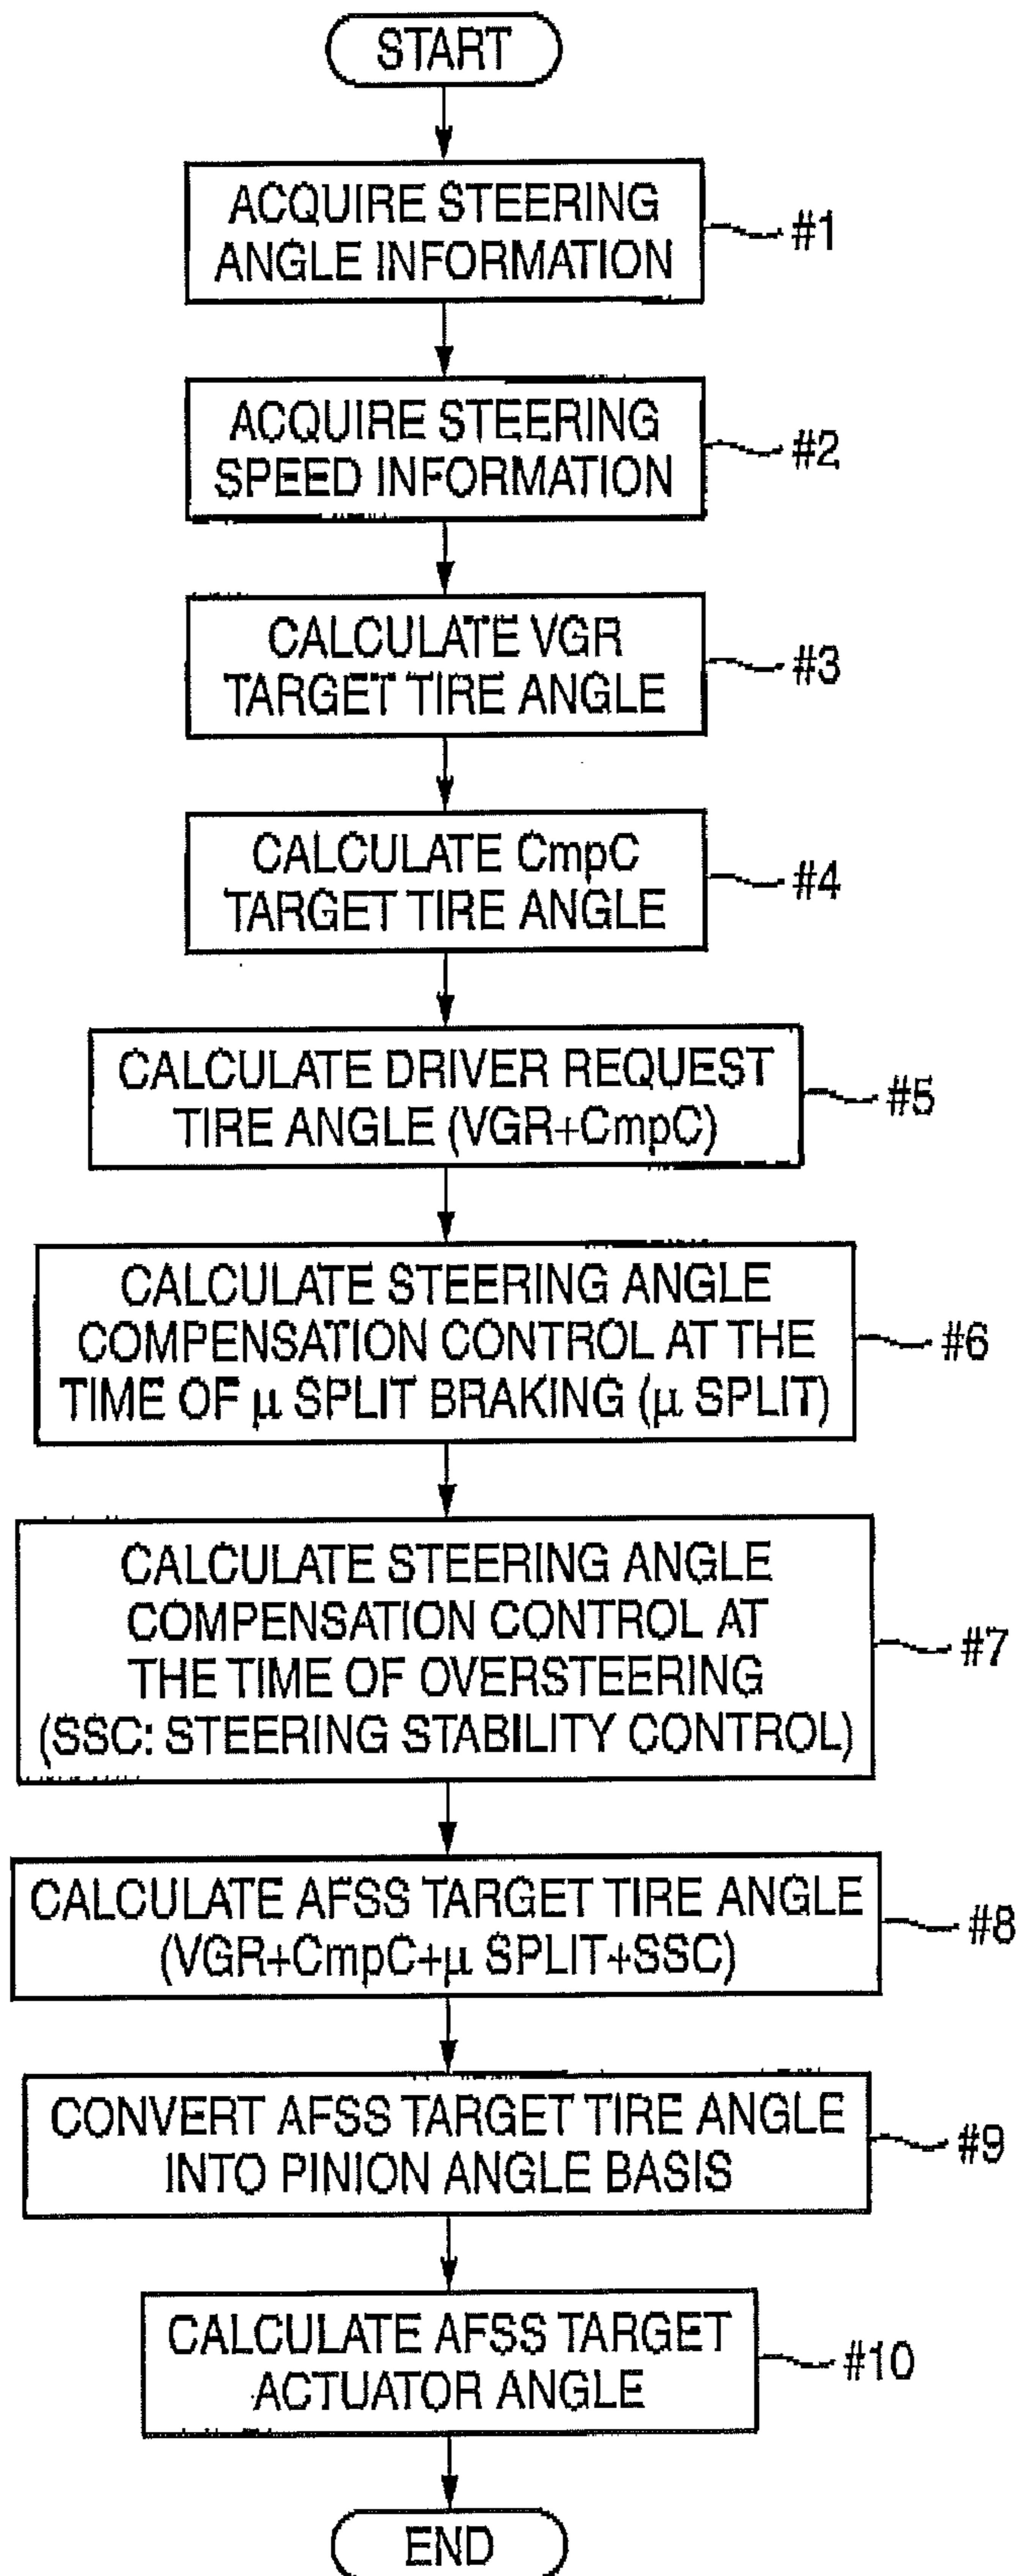 START
ACQUIRE STEERING
ANGLE INFORMATION
#1
ACQUIRE STEERING
SPEED INFORMATION
#2
CALCULATE VGR
TARGET TIRE ANGLE
#3
CALCULATE CmpC
TARGET TIRE ANGLE
#4
CALCULATE DRIVER REQUEST
TIRE ANGLE (VGR+CmpC)
#5
CALCULATE STEERING ANGLE
COMPENSATION CONTROL AT THE
TIME OF μ SPLIT BRAKING (μ SPLIT)
#6
CALCULATE STEERING ANGLE
COMPENSATION CONTROL AT
THE TIME OF OVERSTEERING
(SSC: STEERING STABILITY CONTROL)
#7
CALCULATE AFSS TARGET TIRE ANGLE
(VGR+CmpC+μ SPLIT+SSC)
#8
CONVERT AFSS TARGET TIRE ANGLE
INTO PINION ANGLE BASIS
#9
CALCULATE AFSS TARGET
ACTUATOR ANGLE
#10
END